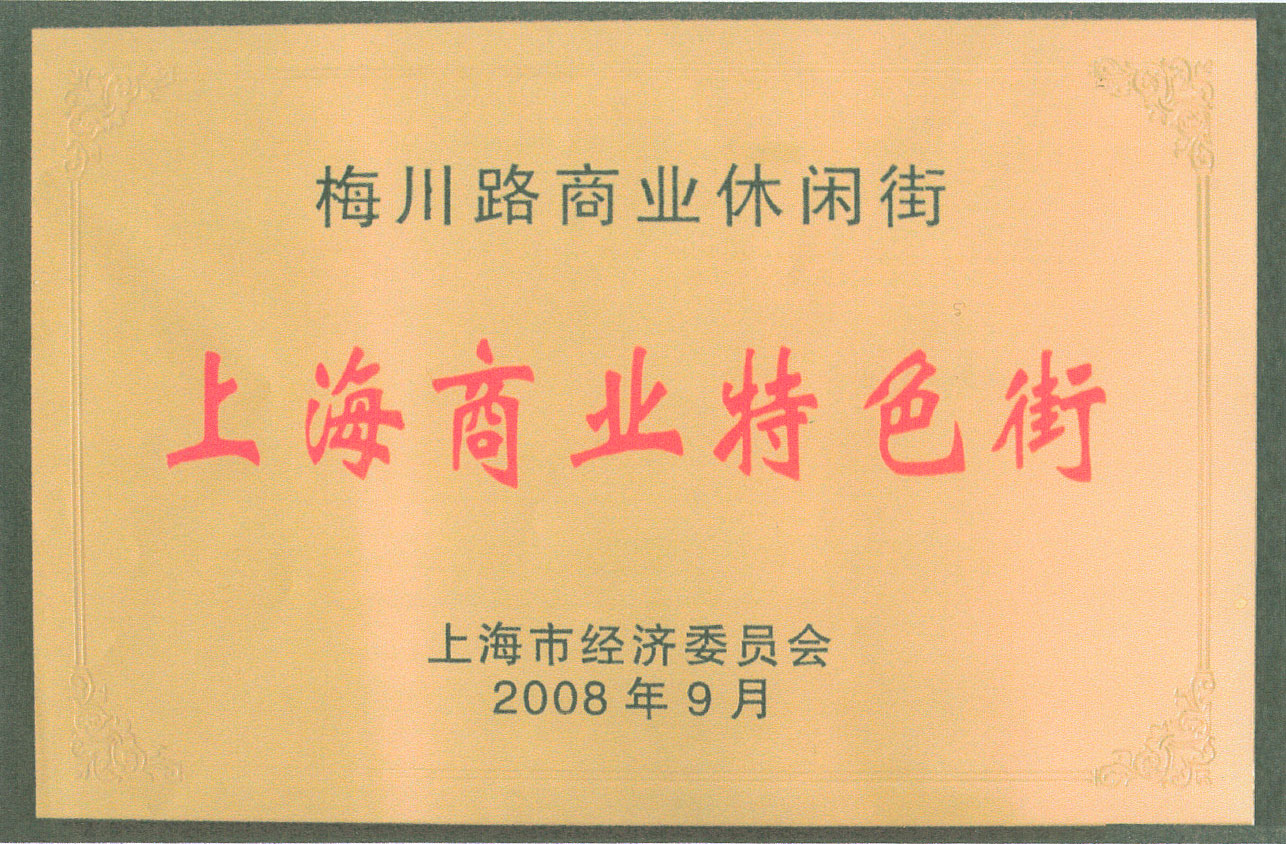 梅川路商业休闲街
上海商业特色街
上海市经济委员会
2008年9月